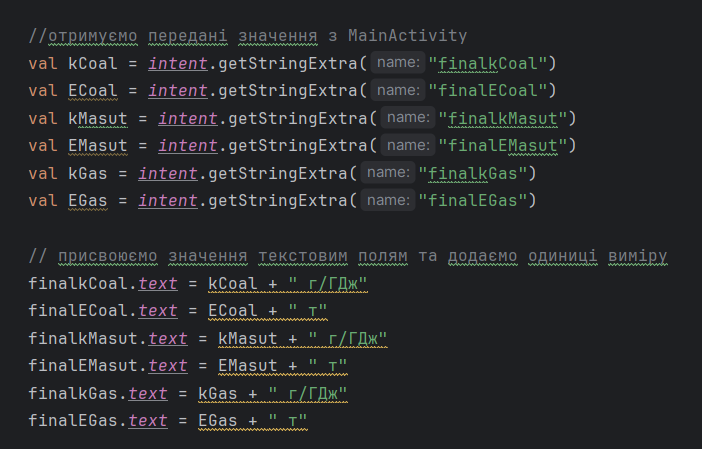 //отримуємо передані значення з MainActivity
val kCoal = intent.getStringExtra( name: "finalkCoal")
val ECoal = intent.getStringExtra( name: "finalECoal")
val kMasut = intent.getStringExtra( name: "finalkMasut")
val EMasut = intent.getStringExtra( name: "finalEMasut")
val kGas = intent.getStringExtra( name: "finalkGas")
val EGas = intent.getStringExtra( name: "finalEGas")
// присвоюємо значення текстовим полям та додаємо одиниці виміру
finalkCoal.text = kCoal + " г/ГДж"
finalECoal.text = ECoal + " т"
finalkMasut.text = kMasut + " г/ГДж"
finalEMasut.text = EMasut + " т"
finalkGas.text = kGas + " г/ГДж"
finalEGas.text = EGas + " т"